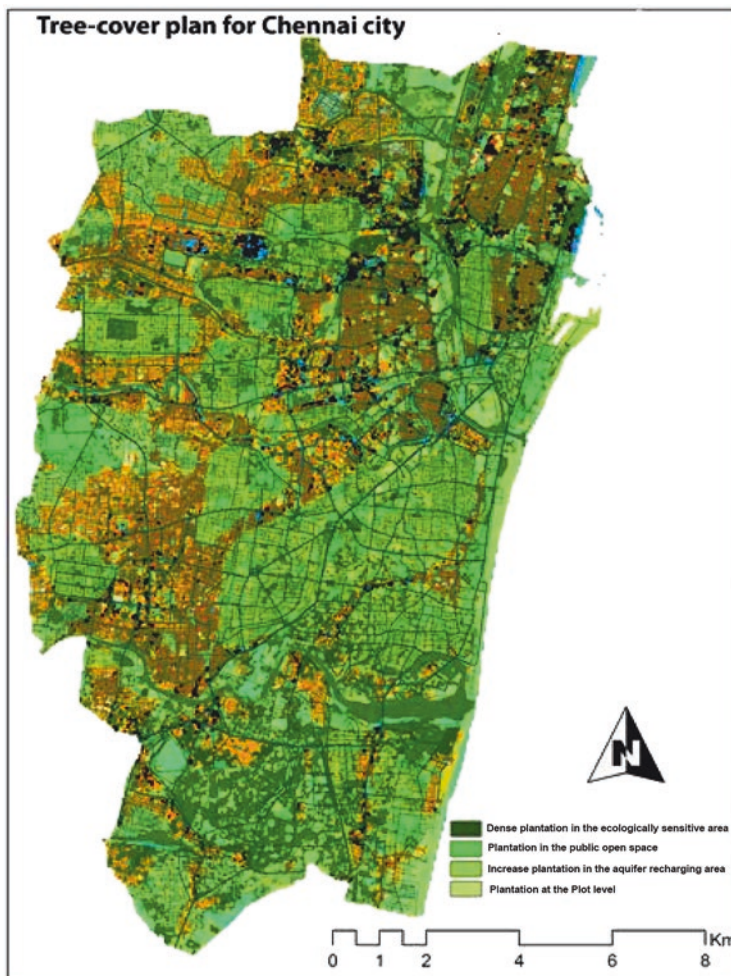 Tree-cover plan for Chennai city
N
Dense plantation in the ecologically sensitive area
Plantation in the public open space
Increase plantation in the aquifer recharging area
Plantation at the Plot level
Km
0 1 2 4 6 8